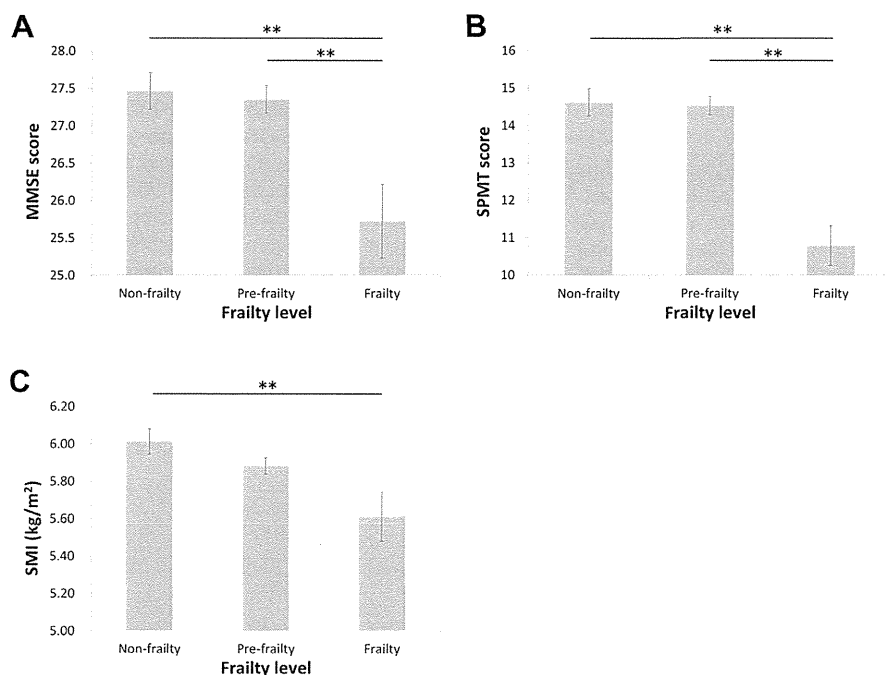 A
**
**
28.0
27.5
27.0
26.5
26.0
25.5
25.0
MMSE score
Non-frailty Pre-frailty Frailty
Frailty level
B
**
**
16
15
14
13
12
11
10
SPMT score
Non-frailty Pre-frailty Frailty
Frailty level
C
**
6.20
6.00
5.80
5.60
5.40
5.20
5.00
SMI (kg/m²)
Non-frailty Pre-frailty Frailty
Frailty level